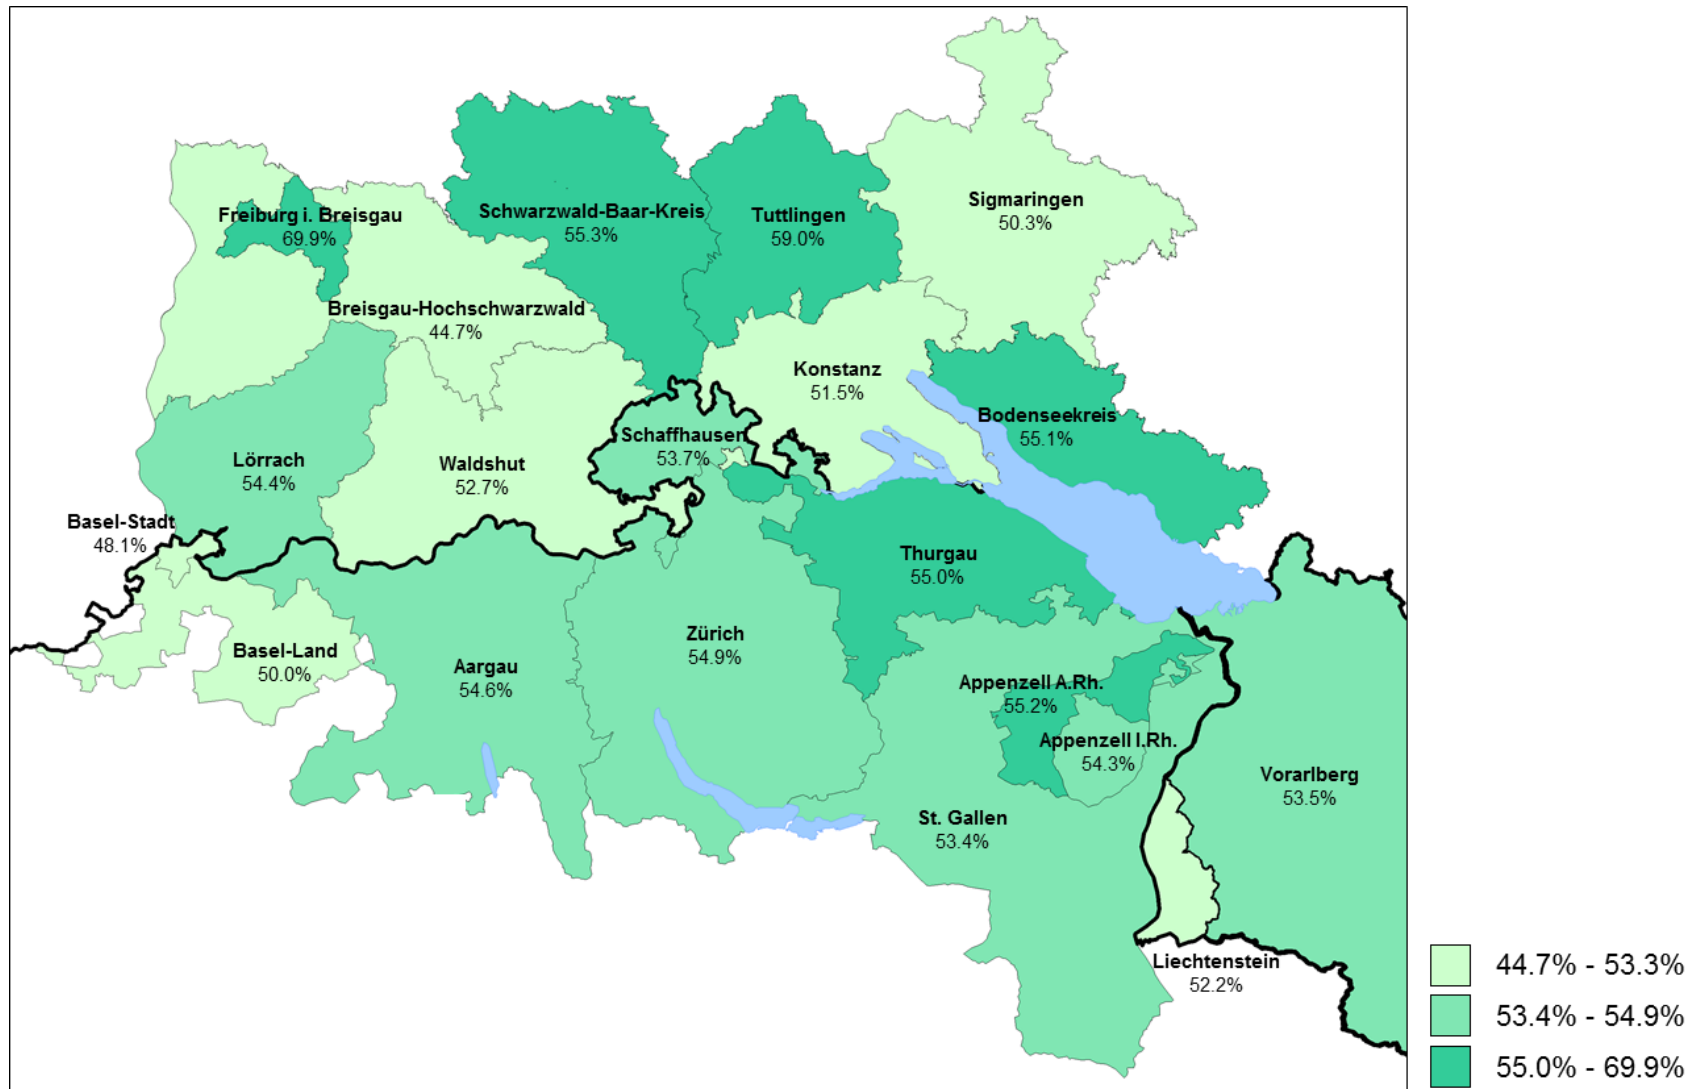 Sigmaringen
50.3%
Schwarzwald-Baar-Kreis
55.3%
Tuttlingen
59.0%
Freiburg i. Breisgau
69.9%
Breisgau-Hochschwarzwald
44.7%
Konstanz
51.5%
Bodenseekreis
55.1%
Schaffhausen
53.7%
Lörrach
54.4%
Waldshut
52.7%
Basel-Stadt
48.1%
Thurgau
55.0%
Zürich
54.9%
Basel-Land
50.0%
Aargau
54.6%
Appenzell A.Rh.
55.2%
Appenzell I.Rh.
54.3%
Vorarlberg
53.5%
St. Gallen
53.4%
Liechtenstein
52.2%
44.7% - 53.3%
53.4% - 54.9%
55.0% - 69.9%